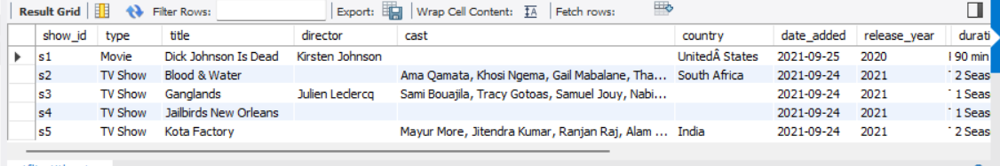 Result Grid Filter Rows: Export: Wrap Cell Content: IA Fetch rows:
show_id type title director cast country date_added release_year durati
s1 Movie Dick Johnson Is Dead Kirsten Johnson UnitedÂ States 2021-09-25 2020 90 min
s2 TV Show Blood & Water Ama Qamata, Khosi Ngema, Gail Mabalane, Tha... South Africa 2021-09-24 2021 2 Seas
s3 TV Show Ganglands Julien Leclercq Sami Bouajila, Tracy Gotoas, Samuel Jouy, Nabi... 2021-09-24 2021 1 Seas
s4 TV Show Jailbirds New Orleans 2021-09-24 2021 1 Seas
s5 TV Show Kota Factory Mayur More, Jitendra Kumar, Ranjan Raj, Alam ... India 2021-09-24 2021 2 Seas